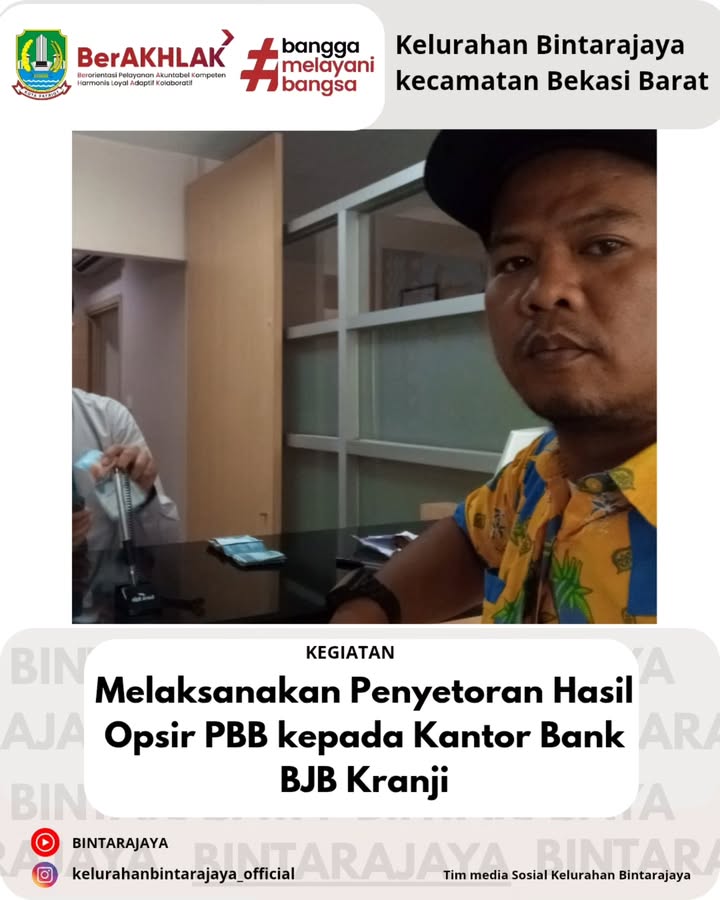 BerAKHLAK
Berorientasi Pelayanan Akuntabel Kompeten
Harmonis Loyal Adaptif Kolaboratif
#bangga
melayani
bangsa
Kelurahan Bintarajaya
kecamatan Bekasi Barat
KEGIATAN
Melaksanakan Penyetoran Hasil
Opsir PBB kepada Kantor Bank
BJB Kranji
BINTARAJAYA
kelurahanbintarajaya_official
Tim media Sosial Kelurahan Bintarajaya
BINTARAJAYA